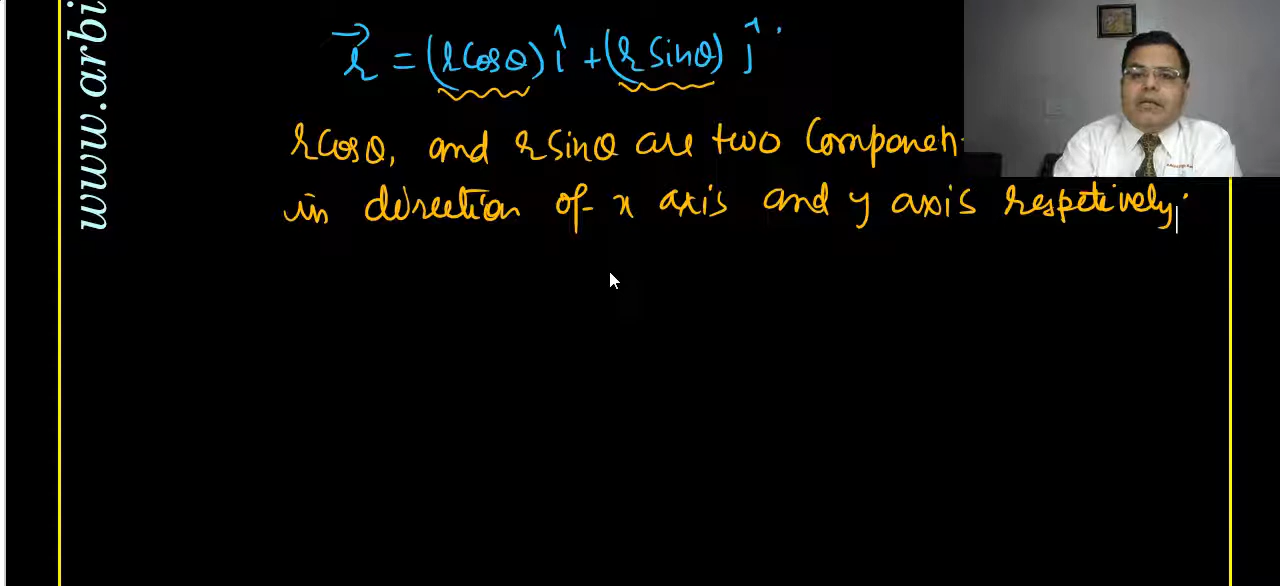 www.arbi
r⃗ = (r cosθ) î + (r sinθ) ĵ .
r cosθ, and r sinθ are two Componen
in direction of x axis and y axis respetively.